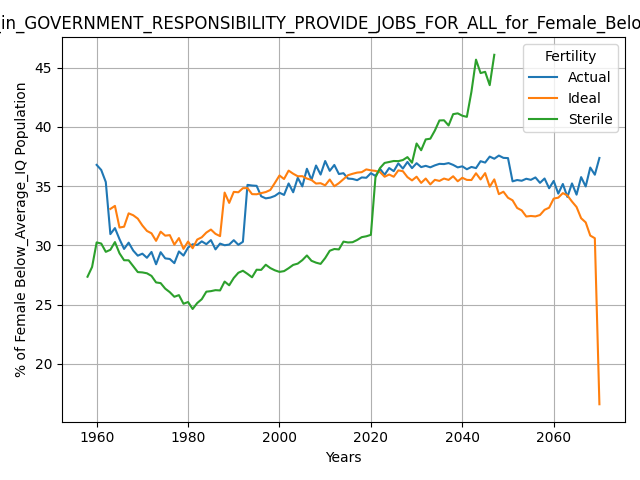 _in_GOVERNMENT_RESPONSIBILITY_PROVIDE_JOBS_FOR_ALL_for_Female_Belo
Fertility
Actual
Ideal
Sterile
% of Female Below_Average_IQ Population
45
40
35
30
25
20
1960 1980 2000 2020 2040 2060
Years